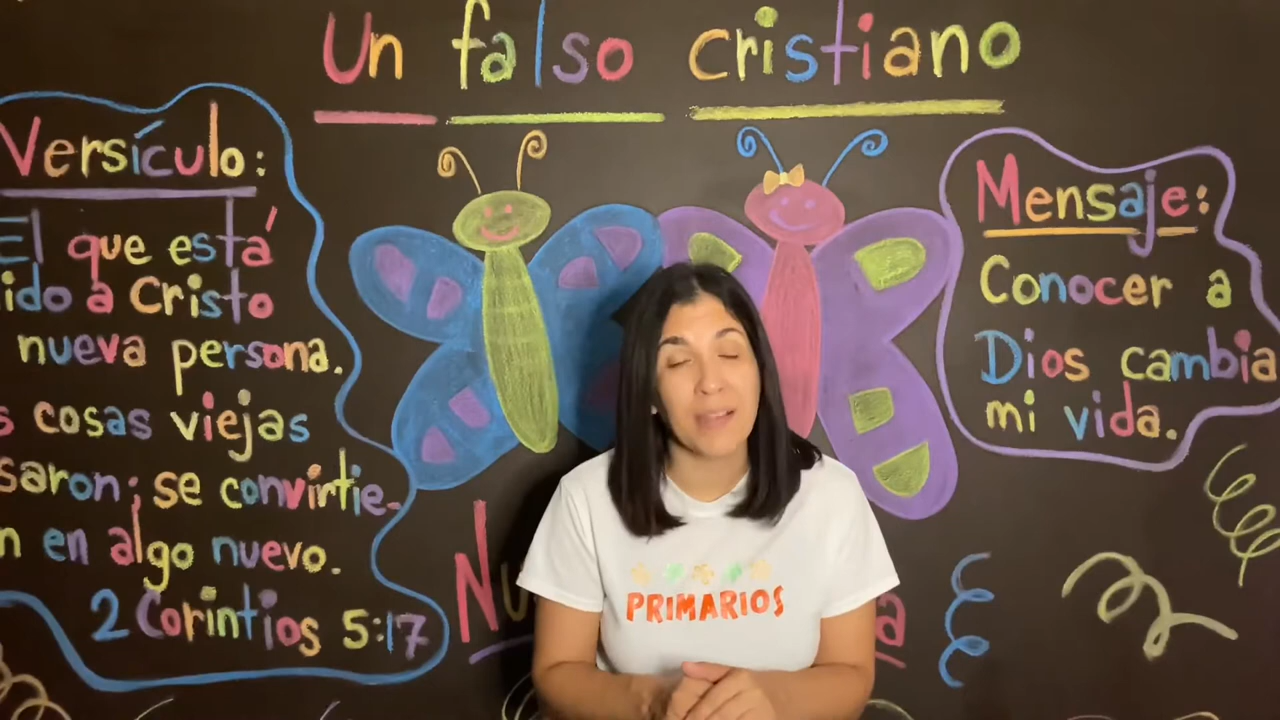 Un falso cristiano
Versículo:
El que está
ido a Cristo
nueva persona.
s cosas viejas
saron; se convirtie-
n en algo nuevo.
2 Corintios 5:17
Mensaje:
Conocer a
Dios cambia
mi vida.
PRIMARIOS
Nu
a